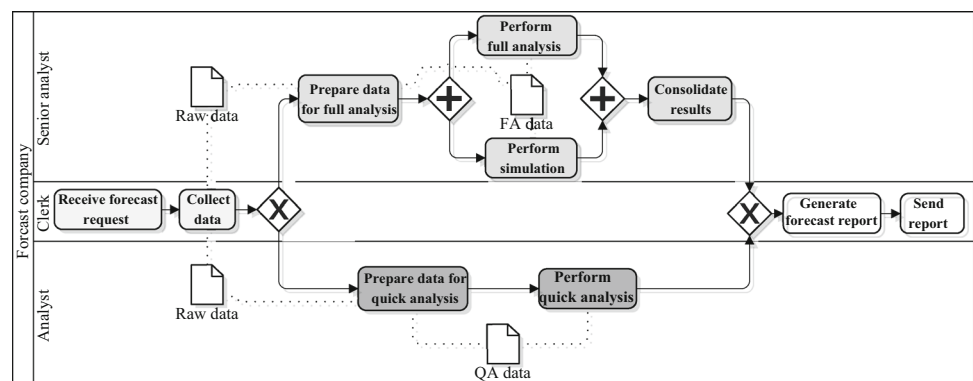 Forcast company
Senior analyst
Raw data
Prepare data
for full analysis
Perform
full analysis
FA data
Perform
simulation
Consolidate
results
Clerk
Receive forecast
request
Collect
data
X
X
Generate
forecast report
Send
report
Analyst
Raw data
Prepare data for
quick analysis
Perform
quick analysis
QA data